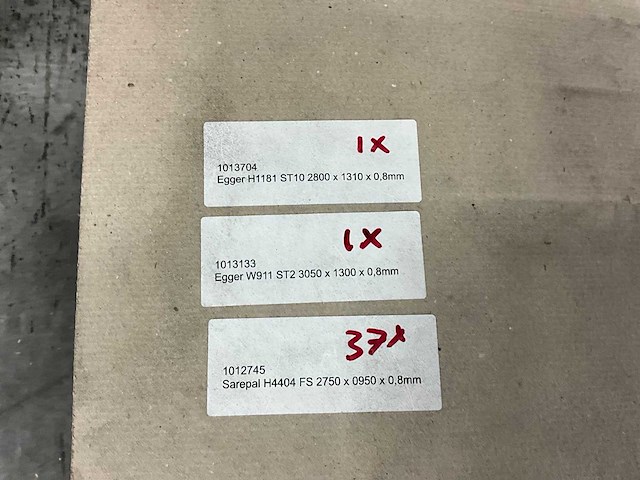 1X
1013704
Egger H1181 ST10 2800 x 1310 x 0,8mm
1X
1013133
Egger W911 ST2 3050 x 1300 x 0,8mm
37x
1012745
Sarepal H4404 FS 2750 x 0950 x 0,8mm